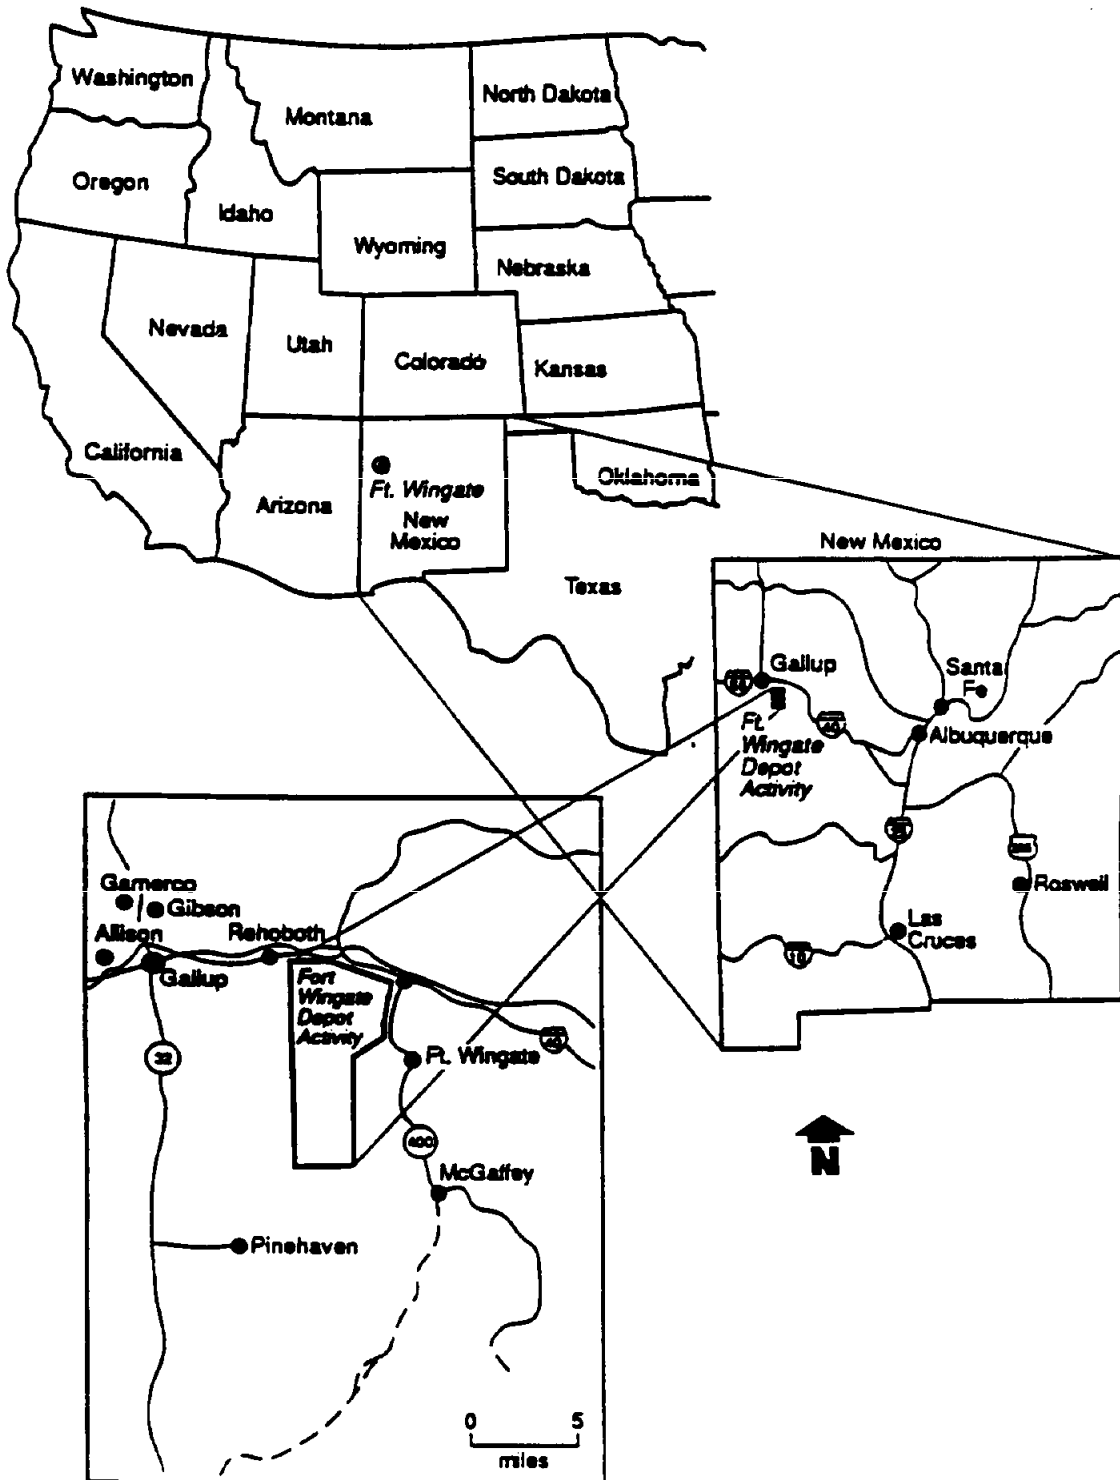 Washington
Montana
North Dakota
Oregon
Idaho
South Dakota
Wyoming
Nebraska
Nevada
Utah
Colorado
Kansas
California
Arizona
Ft. Wingate
New
Mexico
Oklahoma
Texas
New Mexico
Gallup
Santa
Fe
40
Ft.
Wingate
Depot
Activity
Albuquerque
Roswell
Las
Cruces
10
Gamerco
Gibson
Allison
Rehoboth
Gallup
Fort
Wingate
Depot
Activity
40
32
Ft. Wingate
400
McGaffey
Pinehaven
N
0 5
miles